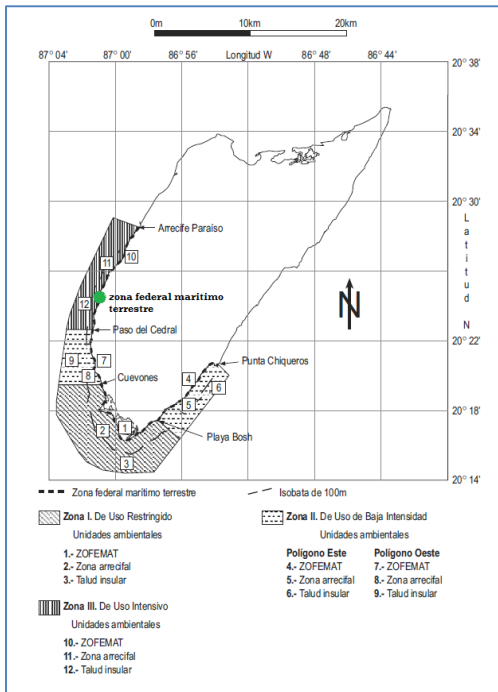 0m 10km 20km
87° 04' 87° 00' 86° 56' Longitud W 86° 48' 86° 44'
20° 38'
20° 34'
20° 30'
Latitud N
Arrecife Paraíso
10
11
12
zona federal maritimo
terrestre
N
Paso del Cedral
20° 22'
9
7
8
Punta Chiqueros
4
6
Cuevones
5
20° 18'
1
2
Playa Bosh
3
20° 14'
Zona federal marítimo terrestre Isobata de 100m
Zona I. De Uso Restringido
Unidades ambientales
1.- ZOFEMAT
2.- Zona arrecifal
3.- Talud insular
Zona II. De Uso de Baja Intensidad
Unidades ambientales
Polígono Este Polígono Oeste
4.- ZOFEMAT 7.- ZOFEMAT
5.- Zona arrecifal 8.- Zona arrecifal
6.- Talud insular 9.- Talud insular
Zona III. De Uso Intensivo
Unidades ambientales
10.- ZOFEMAT
11.- Zona arrecifal
12.- Talud insular